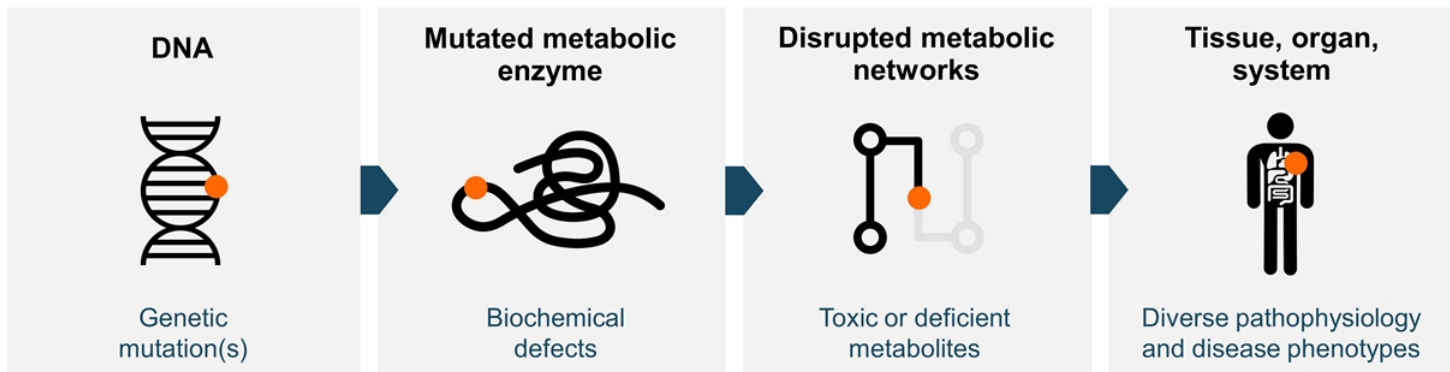 DNA
Genetic
mutation(s)
Mutated metabolic
enzyme
Biochemical
defects
Disrupted metabolic
networks
Toxic or deficient
metabolites
Tissue, organ,
system
Diverse pathophysiology
and disease phenotypes